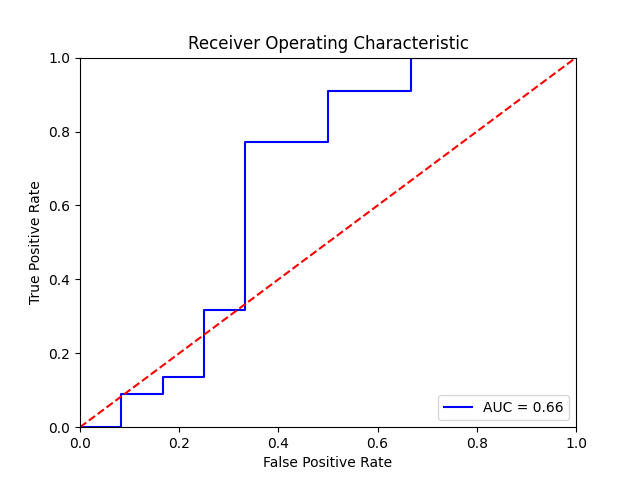 Receiver Operating Characteristic
1.0
0.8
0.6
0.4
0.2
0.0
True Positive Rate
AUC = 0.66
0.0 0.2 0.4 0.6 0.8 1.0
False Positive Rate